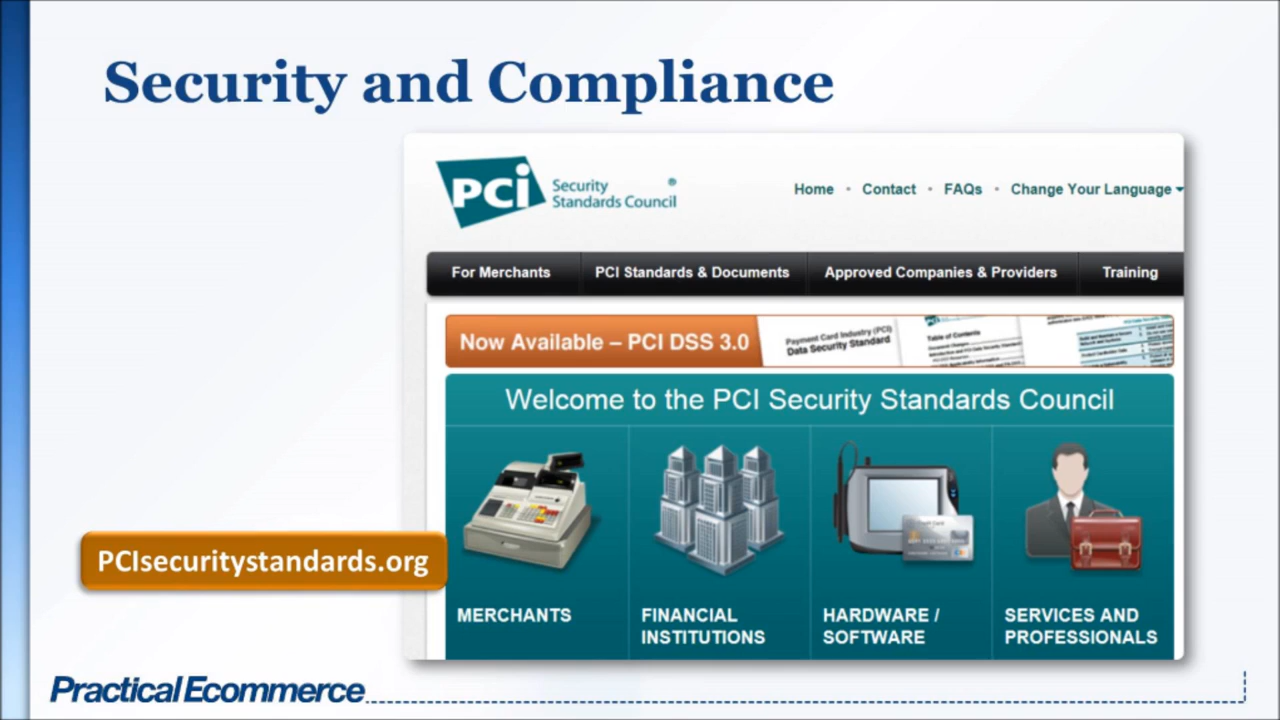 Security and Compliance
PCi Security Standards Council ®
Home • Contact • FAQs • Change Your Language
For Merchants PCI Standards & Documents Approved Companies & Providers Training
Now Available – PCI DSS 3.0
Payment Card Industry (PCI)
Data Security Standard
Table of Contents
Welcome to the PCI Security Standards Council
PCIsecuritystandards.org
MERCHANTS
FINANCIAL
INSTITUTIONS
HARDWARE /
SOFTWARE
SERVICES AND
PROFESSIONALS
Practical Ecommerce